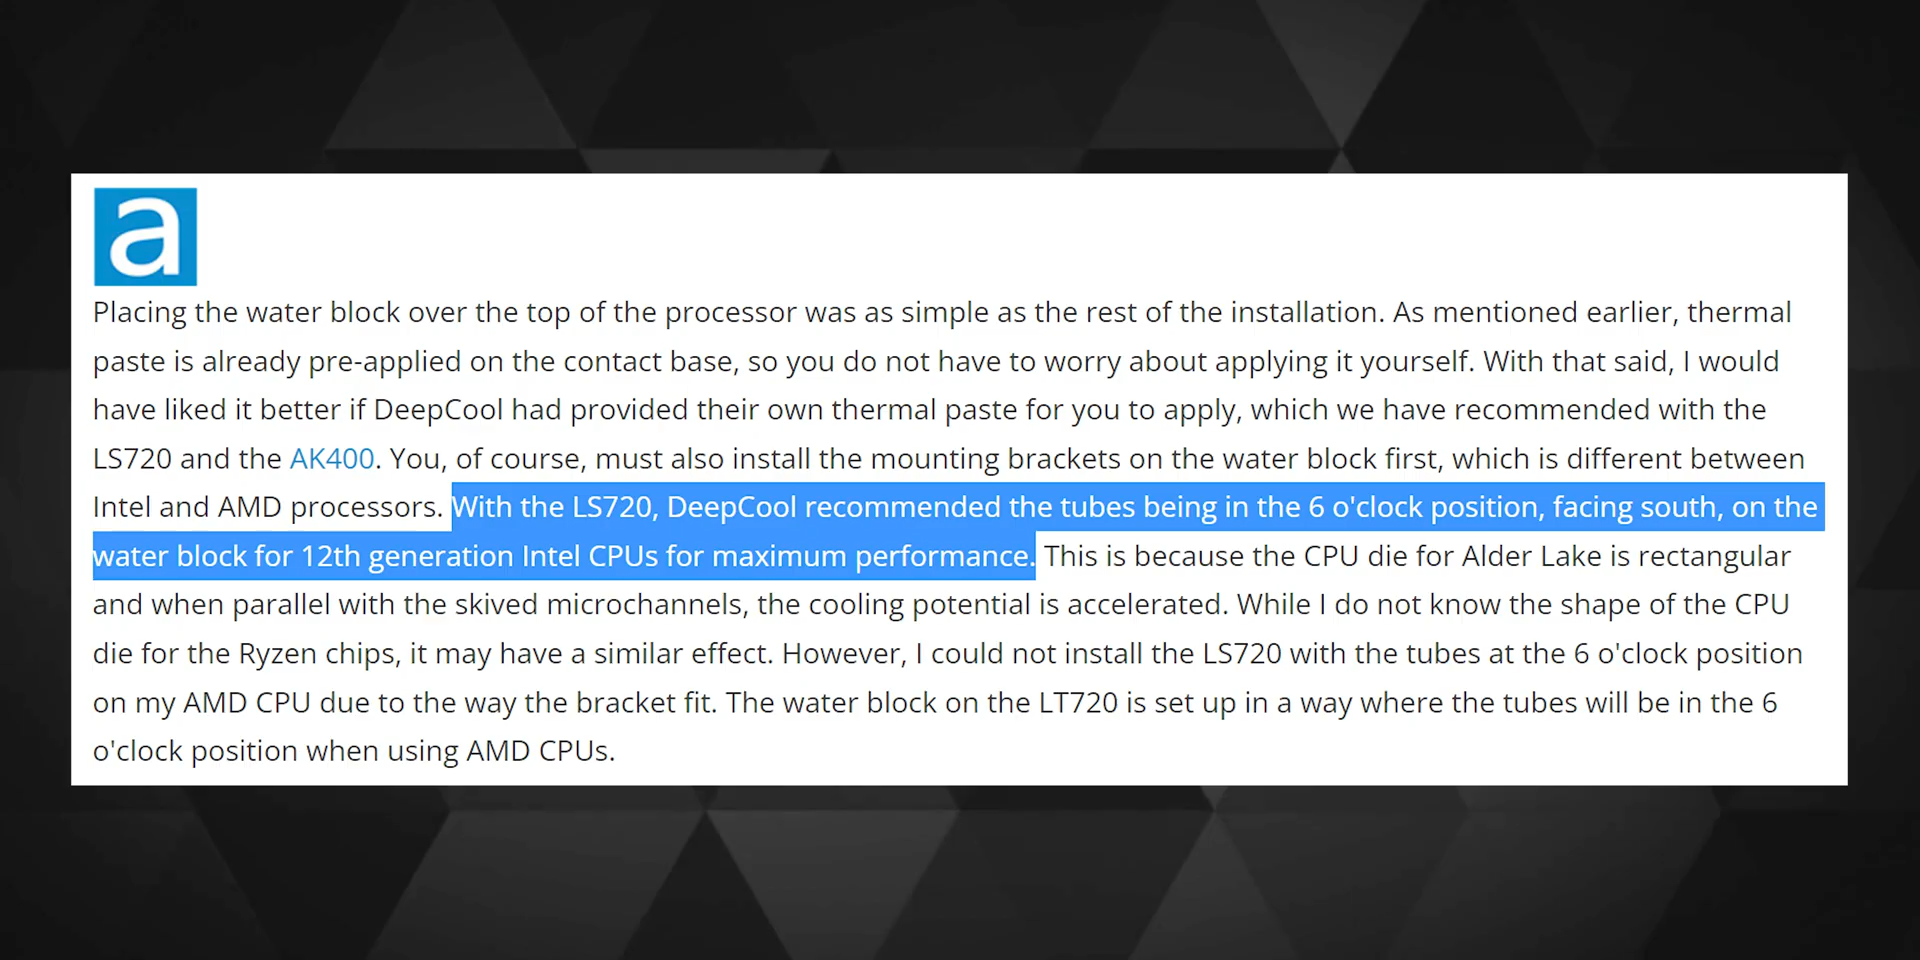 a
Placing the water block over the top of the processor was as simple as the rest of the installation. As mentioned earlier, thermal
paste is already pre-applied on the contact base, so you do not have to worry about applying it yourself. With that said, I would
have liked it better if DeepCool had provided their own thermal paste for you to apply, which we have recommended with the
LS720 and the AK400. You, of course, must also install the mounting brackets on the water block first, which is different between
Intel and AMD processors. With the LS720, DeepCool recommended the tubes being in the 6 o'clock position, facing south, on the
water block for 12th generation Intel CPUs for maximum performance. This is because the CPU die for Alder Lake is rectangular
and when parallel with the skived microchannels, the cooling potential is accelerated. While I do not know the shape of the CPU
die for the Ryzen chips, it may have a similar effect. However, I could not install the LS720 with the tubes at the 6 o'clock position
on my AMD CPU due to the way the bracket fit. The water block on the LT720 is set up in a way where the tubes will be in the 6
o'clock position when using AMD CPUs.